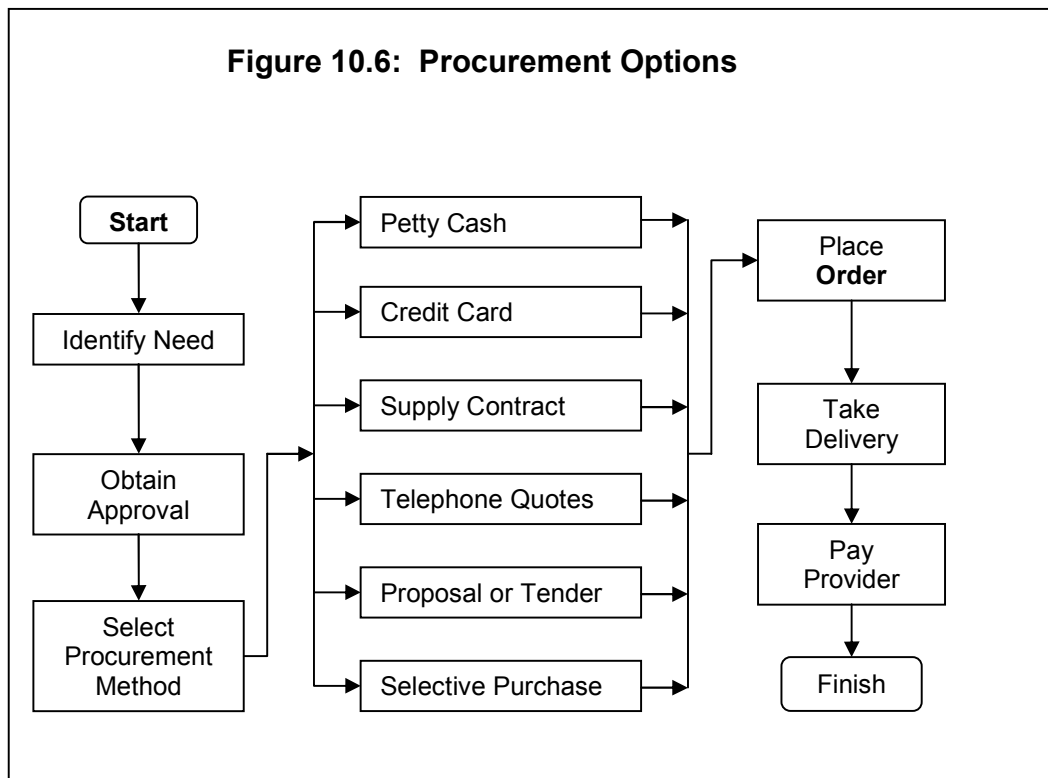 Figure 10.6: Procurement Options
Start
Identify Need
Obtain
Approval
Select
Procurement
Method
Petty Cash
Credit Card
Supply Contract
Telephone Quotes
Proposal or Tender
Selective Purchase
Place
Order
Take
Delivery
Pay
Provider
Finish